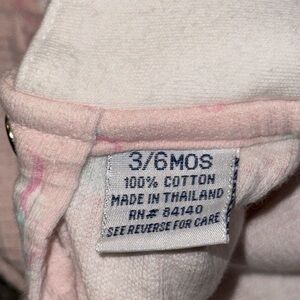 3/6MOS
100% COTTON
MADE IN THAILAND
RN# 84140
SEE REVERSE FOR CARE